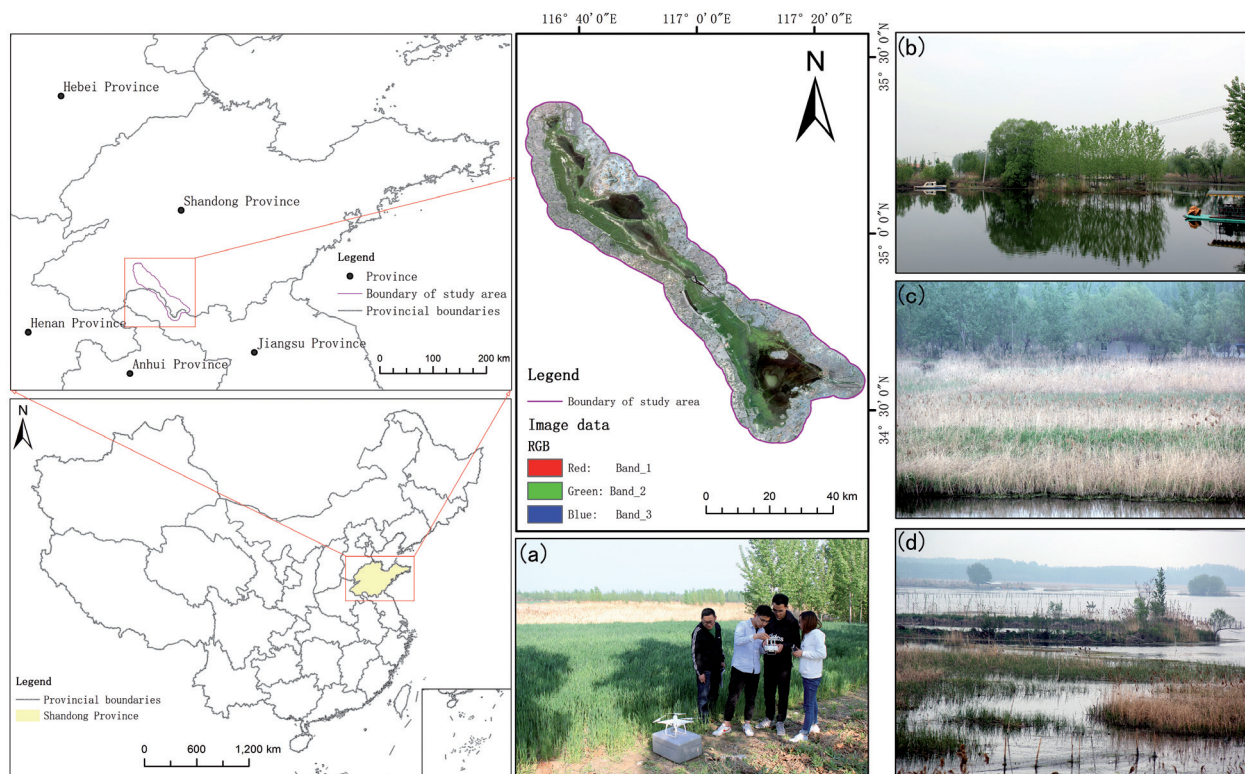 Hebei Province
Shandong Province
Legend
Province
Boundary of study area
Provincial boundaries
Henan Province
Jiangsu Province
Anhui Province
0 100 200 km
N
Legend
Provincial boundaries
Shandong Province
0 600 1,200 km
116° 40′0″E 117° 0′0″E 117° 20′0″E
N
35° 30′0″N
35° 0′0″N
34° 30′0″N
Legend
Boundary of study area
Image data
RGB
Red: Band_1
Green: Band_2
Blue: Band_3
0 20 40 km
(a)
(b)
(c)
(d)